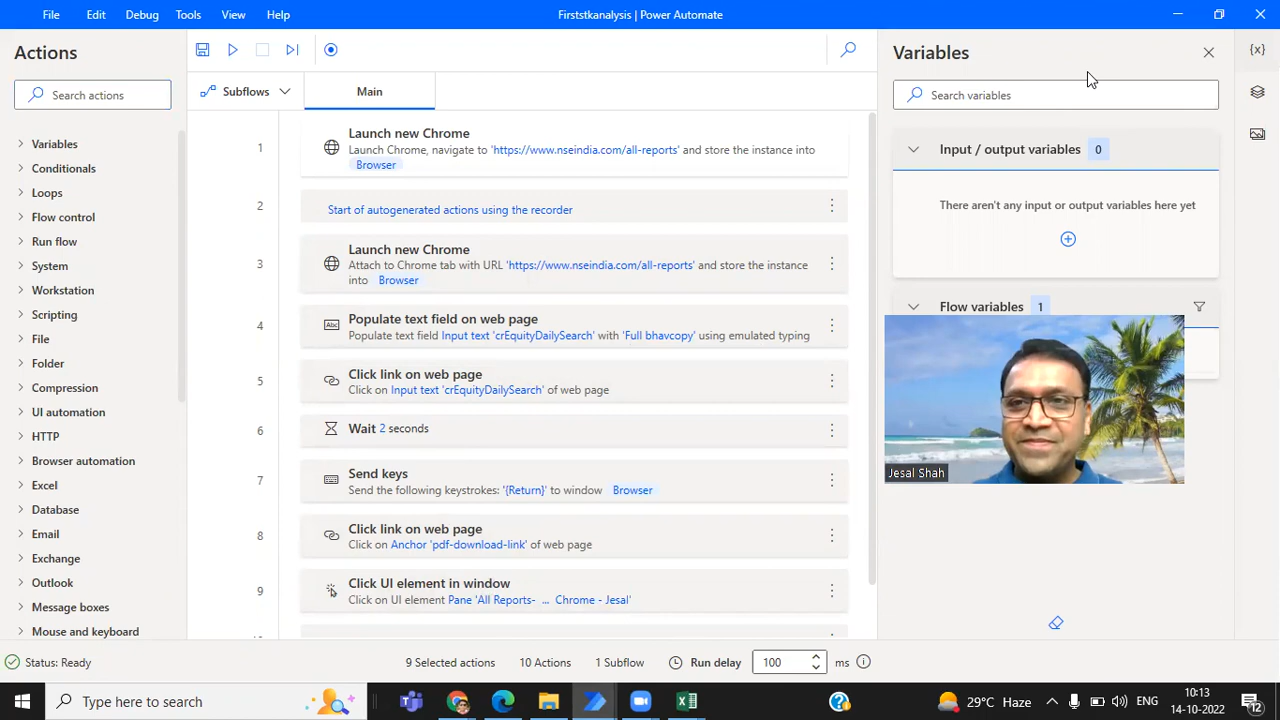 File Edit Debug Tools View Help
Firststkanalysis | Power Automate
Actions
Search actions
Variables
Conditionals
Loops
Flow control
Run flow
System
Workstation
Scripting
File
Folder
Compression
UI automation
HTTP
Browser automation
Excel
Database
Email
Exchange
Outlook
Message boxes
Mouse and keyboard
Subflows
Main
1
Launch new Chrome
Launch Chrome, navigate to 'https://www.nseindia.com/all-reports' and store the instance into
Browser
2
Start of autogenerated actions using the recorder
3
Launch new Chrome
Attach to Chrome tab with URL 'https://www.nseindia.com/all-reports' and store the instance
into Browser
4
Abc
Populate text field on web page
Populate text field Input text 'crEquityDailySearch' with 'Full bhavcopy' using emulated typing
5
Click link on web page
Click on Input text 'crEquityDailySearch' of web page
6
Wait 2 seconds
7
Send keys
Send the following keystrokes: '{Return}' to window Browser
8
Click link on web page
Click on Anchor 'pdf-download-link' of web page
9
Click UI element in window
Click on UI element Pane 'All Reports- ... Chrome - Jesal'
Variables
{x}
Search variables
Input / output variables 0
There aren't any input or output variables here yet
Flow variables 1
Jesal Shah
Status: Ready
9 Selected actions
10 Actions
1 Subflow
Run delay
100
ms
Type here to search
29°C Haze
ENG
10:13
14-10-2022
12